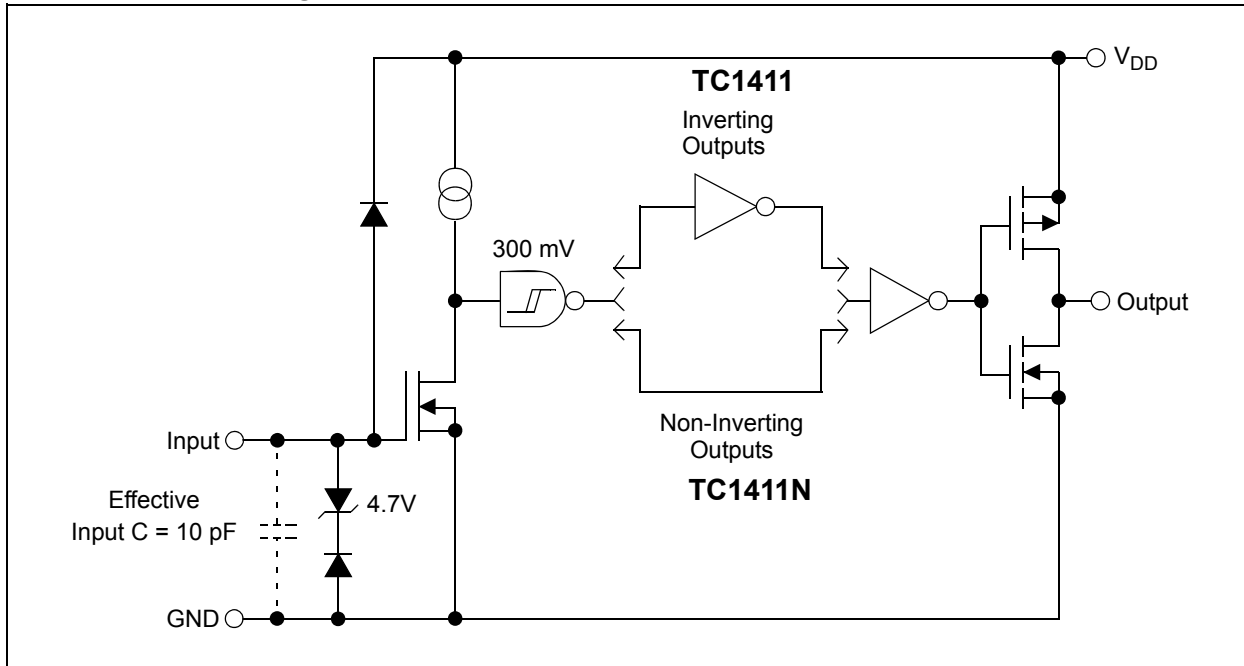 V_DD
TC1411
Inverting
Outputs
300 mV
Output
Input
Non-Inverting
Outputs
TC1411N
Effective
Input C = 10 pF
4.7V
GND